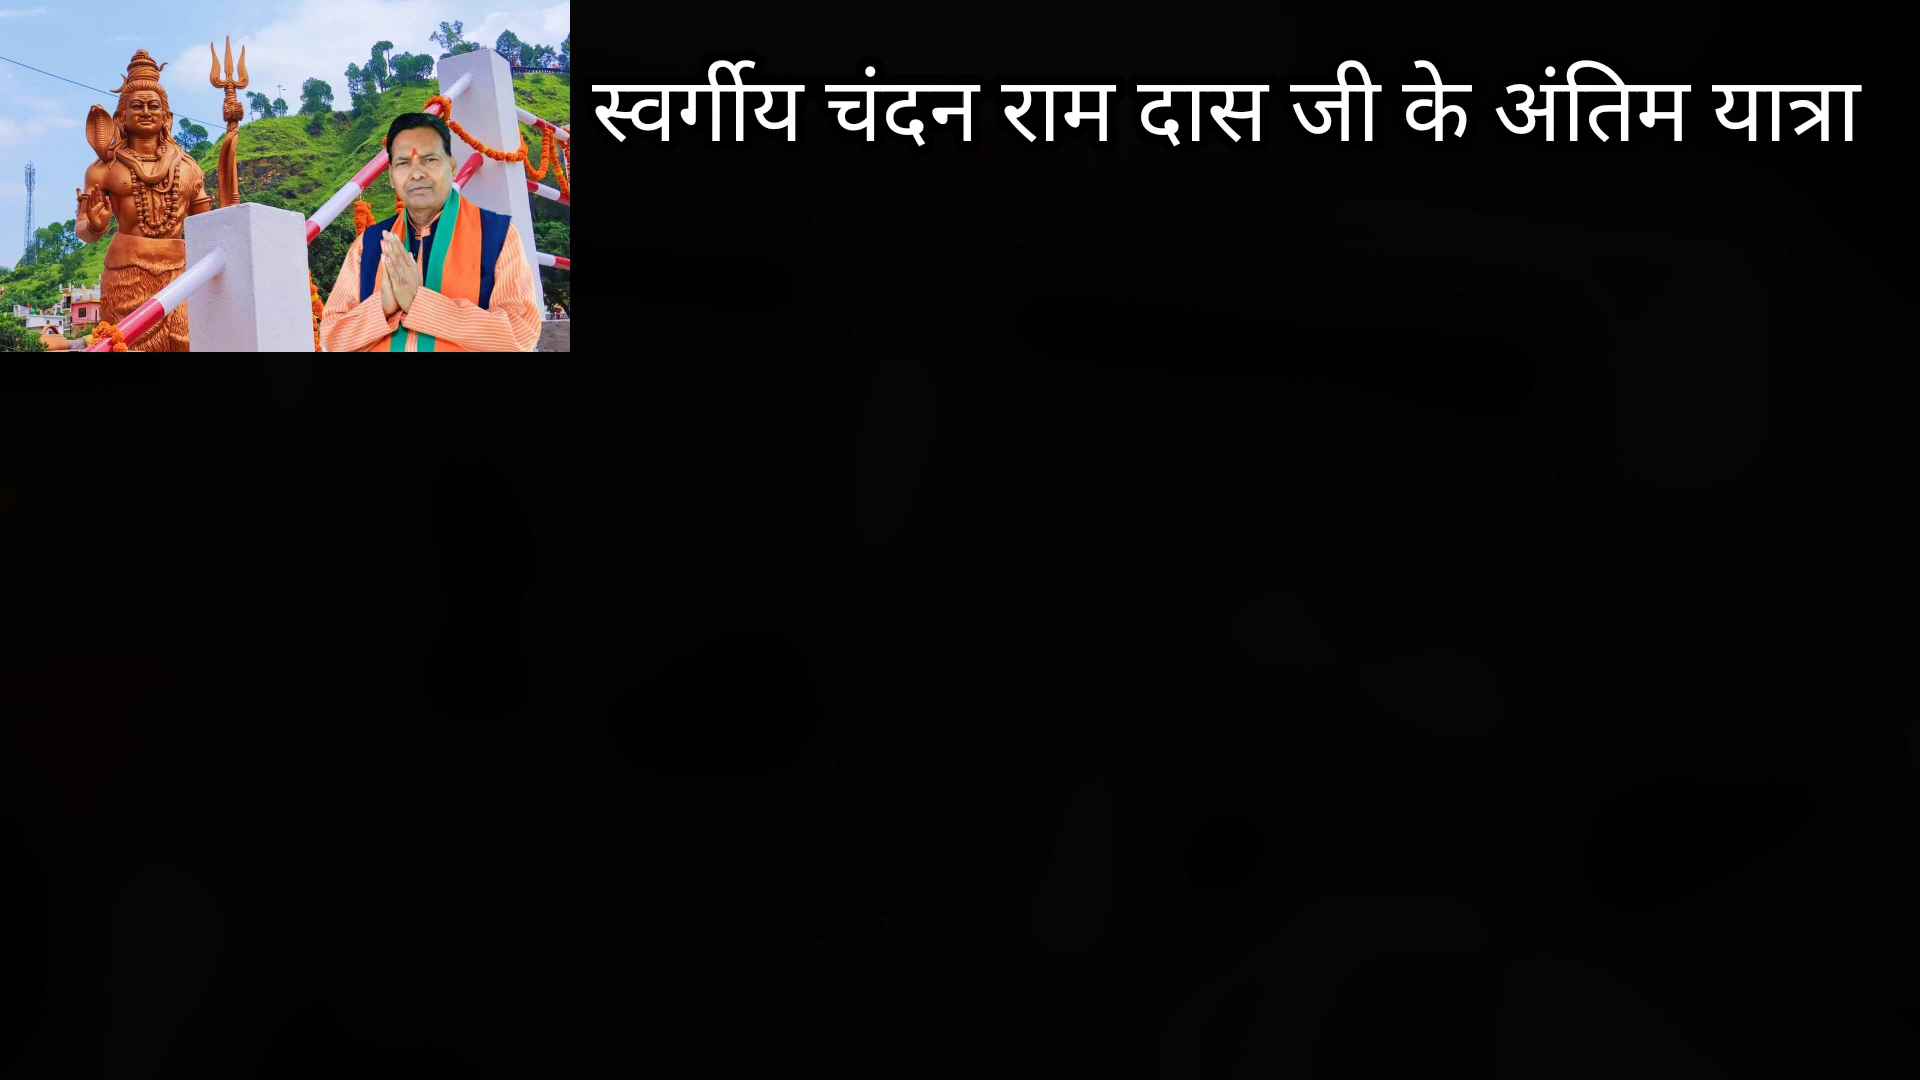 स्वर्गीय चंदन राम दास जी के अंतिम यात्रा